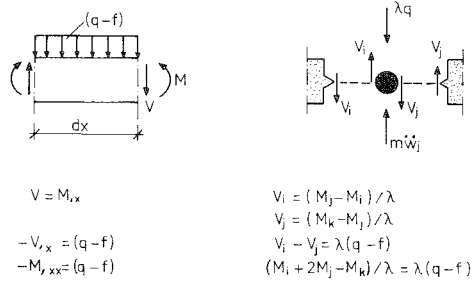 (q-f)
M
V
dx
λq
Vi
Vj
Vi
Vj
mẅj
V = M,x
-V,x = (q-f)
-M,xx = (q-f)
Vi = (Mj-Mi)/λ
Vj = (Mk-Mj)/λ
Vi - Vj = λ(q-f)
(Mi + 2Mj - Mk)/λ = λ(q-f)